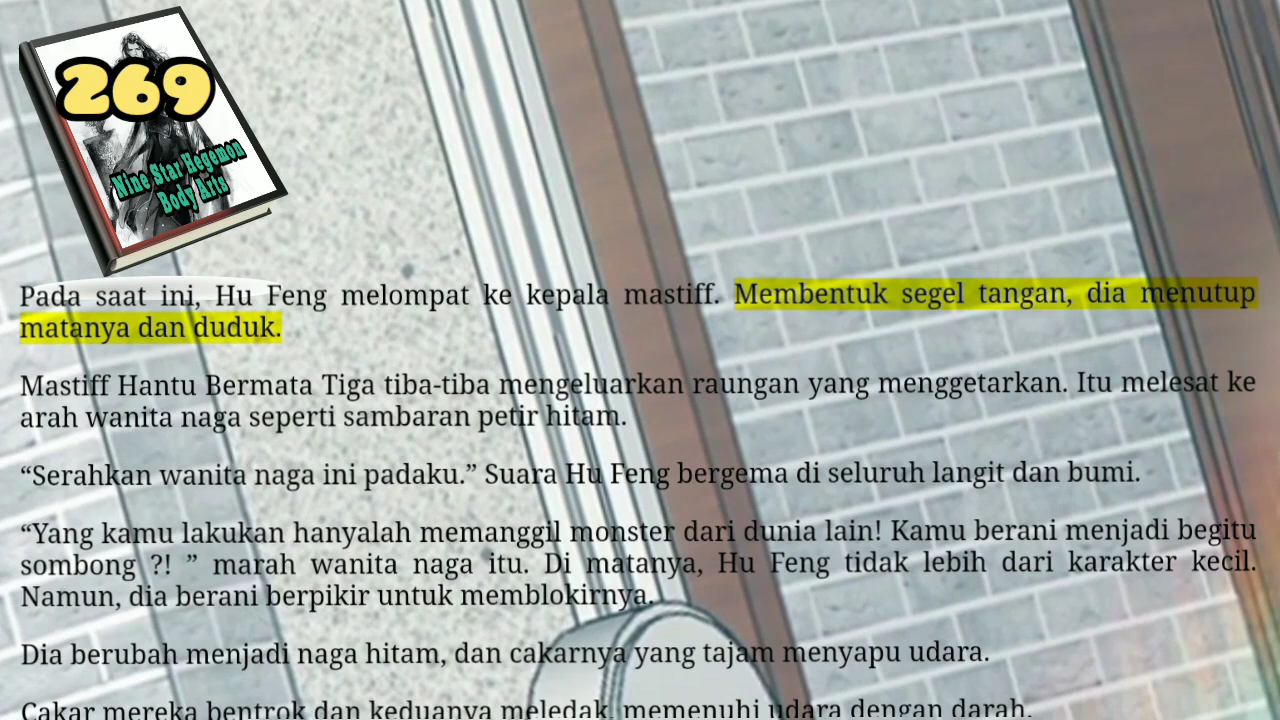 269
Nine Star Hegemon
Body Arts
Pada saat ini, Hu Feng melompat ke kepala mastiff. Membentuk segel tangan, dia menutup
matanya dan duduk.
Mastiff Hantu Bermata Tiga tiba-tiba mengeluarkan raungan yang menggetarkan. Itu melesat ke
arah wanita naga seperti sambaran petir hitam.
“Serahkan wanita naga ini padaku.” Suara Hu Feng bergema di seluruh langit dan bumi.
“Yang kamu lakukan hanyalah memanggil monster dari dunia lain! Kamu berani menjadi begitu
sombong ?! ” marah wanita naga itu. Di matanya, Hu Feng tidak lebih dari karakter kecil.
Namun, dia berani berpikir untuk memblokirnya.
Dia berubah menjadi naga hitam, dan cakarnya yang tajam menyapu udara.
Cakar mereka bentrok dan keduanya meledak, memenuhi udara dengan darah.